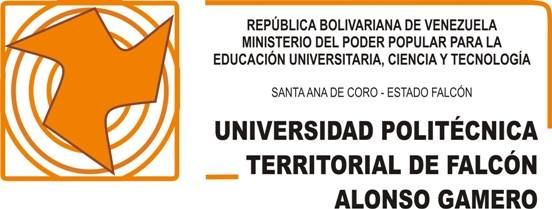 REPÚBLICA BOLIVARIANA DE VENEZUELA
MINISTERIO DEL PODER POPULAR PARA LA
EDUCACIÓN UNIVERSITARIA, CIENCIA Y TECNOLOGÍA
SANTA ANA DE CORO - ESTADO FALCÓN
UNIVERSIDAD POLITÉCNICA
TERRITORIAL DE FALCÓN
ALONSO GAMERO